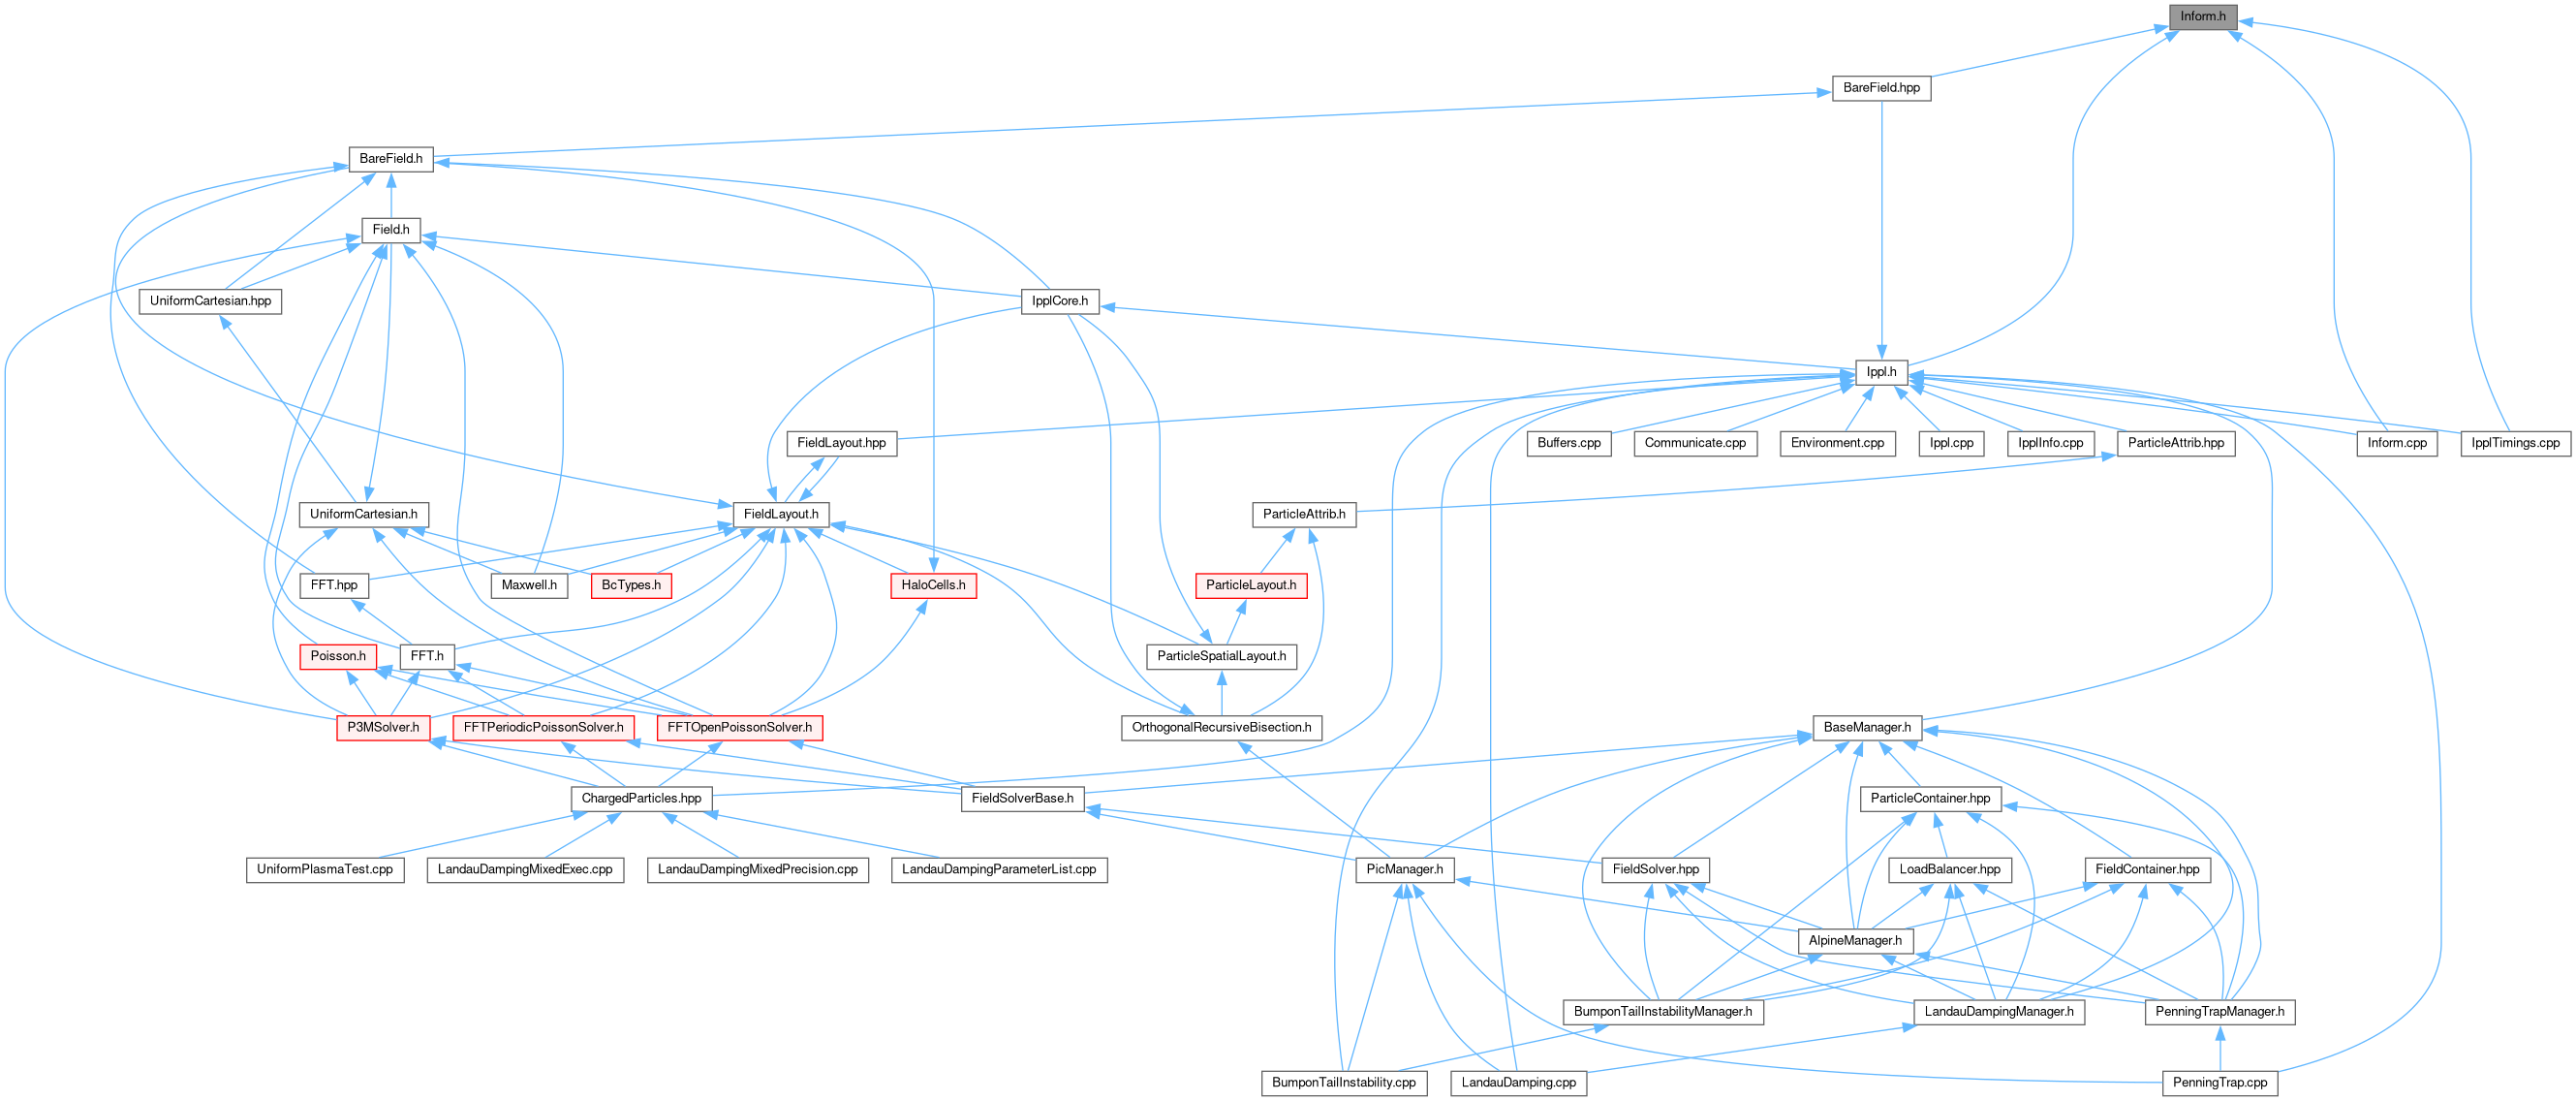 Inform.h
BareField.hpp
BareField.h
Field.h
UniformCartesian.hpp
IpplCore.h
Ippl.h
FieldLayout.hpp
Buffers.cpp
Communicate.cpp
Environment.cpp
Ippl.cpp
IpplInfo.cpp
ParticleAttrib.hpp
Inform.cpp
IpplTimings.cpp
UniformCartesian.h
FieldLayout.h
ParticleAttrib.h
FFT.hpp
Maxwell.h
BcTypes.h
HaloCells.h
ParticleLayout.h
Poisson.h
FFT.h
ParticleSpatialLayout.h
P3MSolver.h
FFTPeriodicPoissonSolver.h
FFTOpenPoissonSolver.h
OrthogonalRecursiveBisection.h
BaseManager.h
ChargedParticles.hpp
FieldSolverBase.h
ParticleContainer.hpp
UniformPlasmaTest.cpp
LandauDampingMixedExec.cpp
LandauDampingMixedPrecision.cpp
LandauDampingParameterList.cpp
PicManager.h
FieldSolver.hpp
LoadBalancer.hpp
FieldContainer.hpp
AlpineManager.h
BumponTailInstabilityManager.h
LandauDampingManager.h
PenningTrapManager.h
BumponTailInstability.cpp
LandauDamping.cpp
PenningTrap.cpp